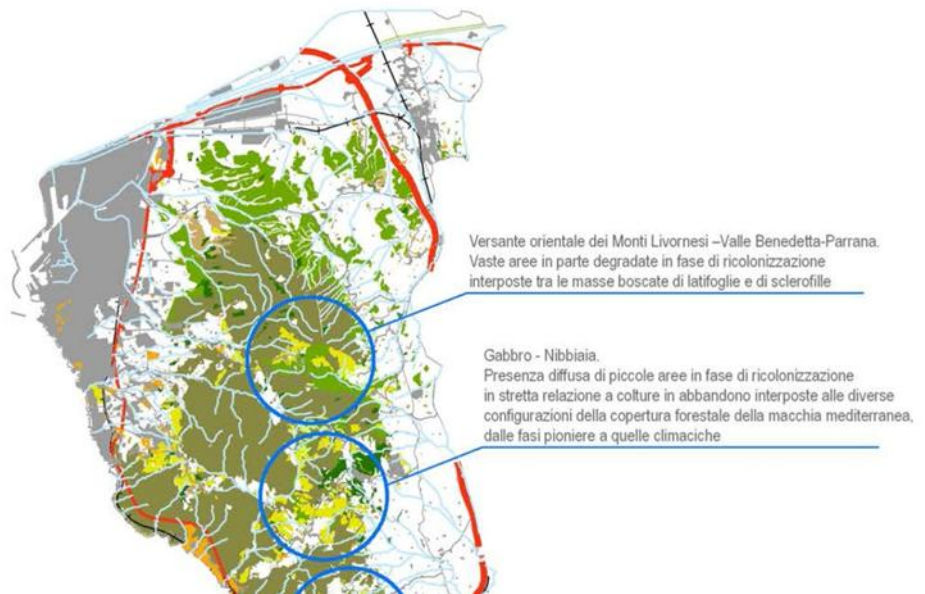 Versante orientale dei Monti Livornesi –Valle Benedetta-Parrana.
Vaste aree in parte degradate in fase di ricolonizzazione
interposte tra le masse boscate di latifoglie e di sclerofille
Gabbro - Nibbiaia.
Presenza diffusa di piccole aree in fase di ricolonizzazione
in stretta relazione a colture in abbandono interposte alle diverse
configurazioni della copertura forestale della macchia mediterranea,
dalle fasi pioniere a quelle climaciche